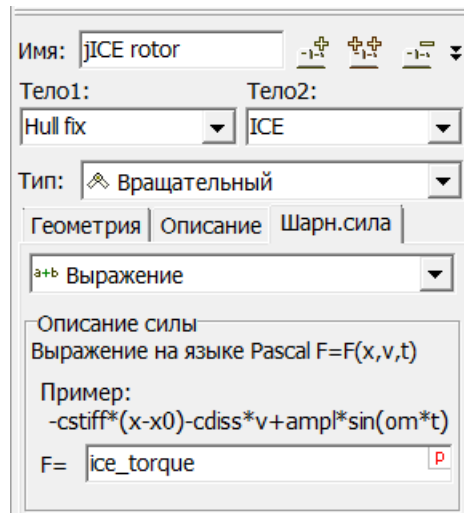 Имя: jICE rotor
Тело1: Тело2:
Hull fix ICE
Тип: Вращательный
Геометрия Описание Шарн.сила
a+b Выражение
Описание силы
Выражение на языке Pascal F=F(x,v,t)
Пример:
-cstiff*(x-x0)-cdiss*v+ampl*sin(om*t)
F= ice_torque P